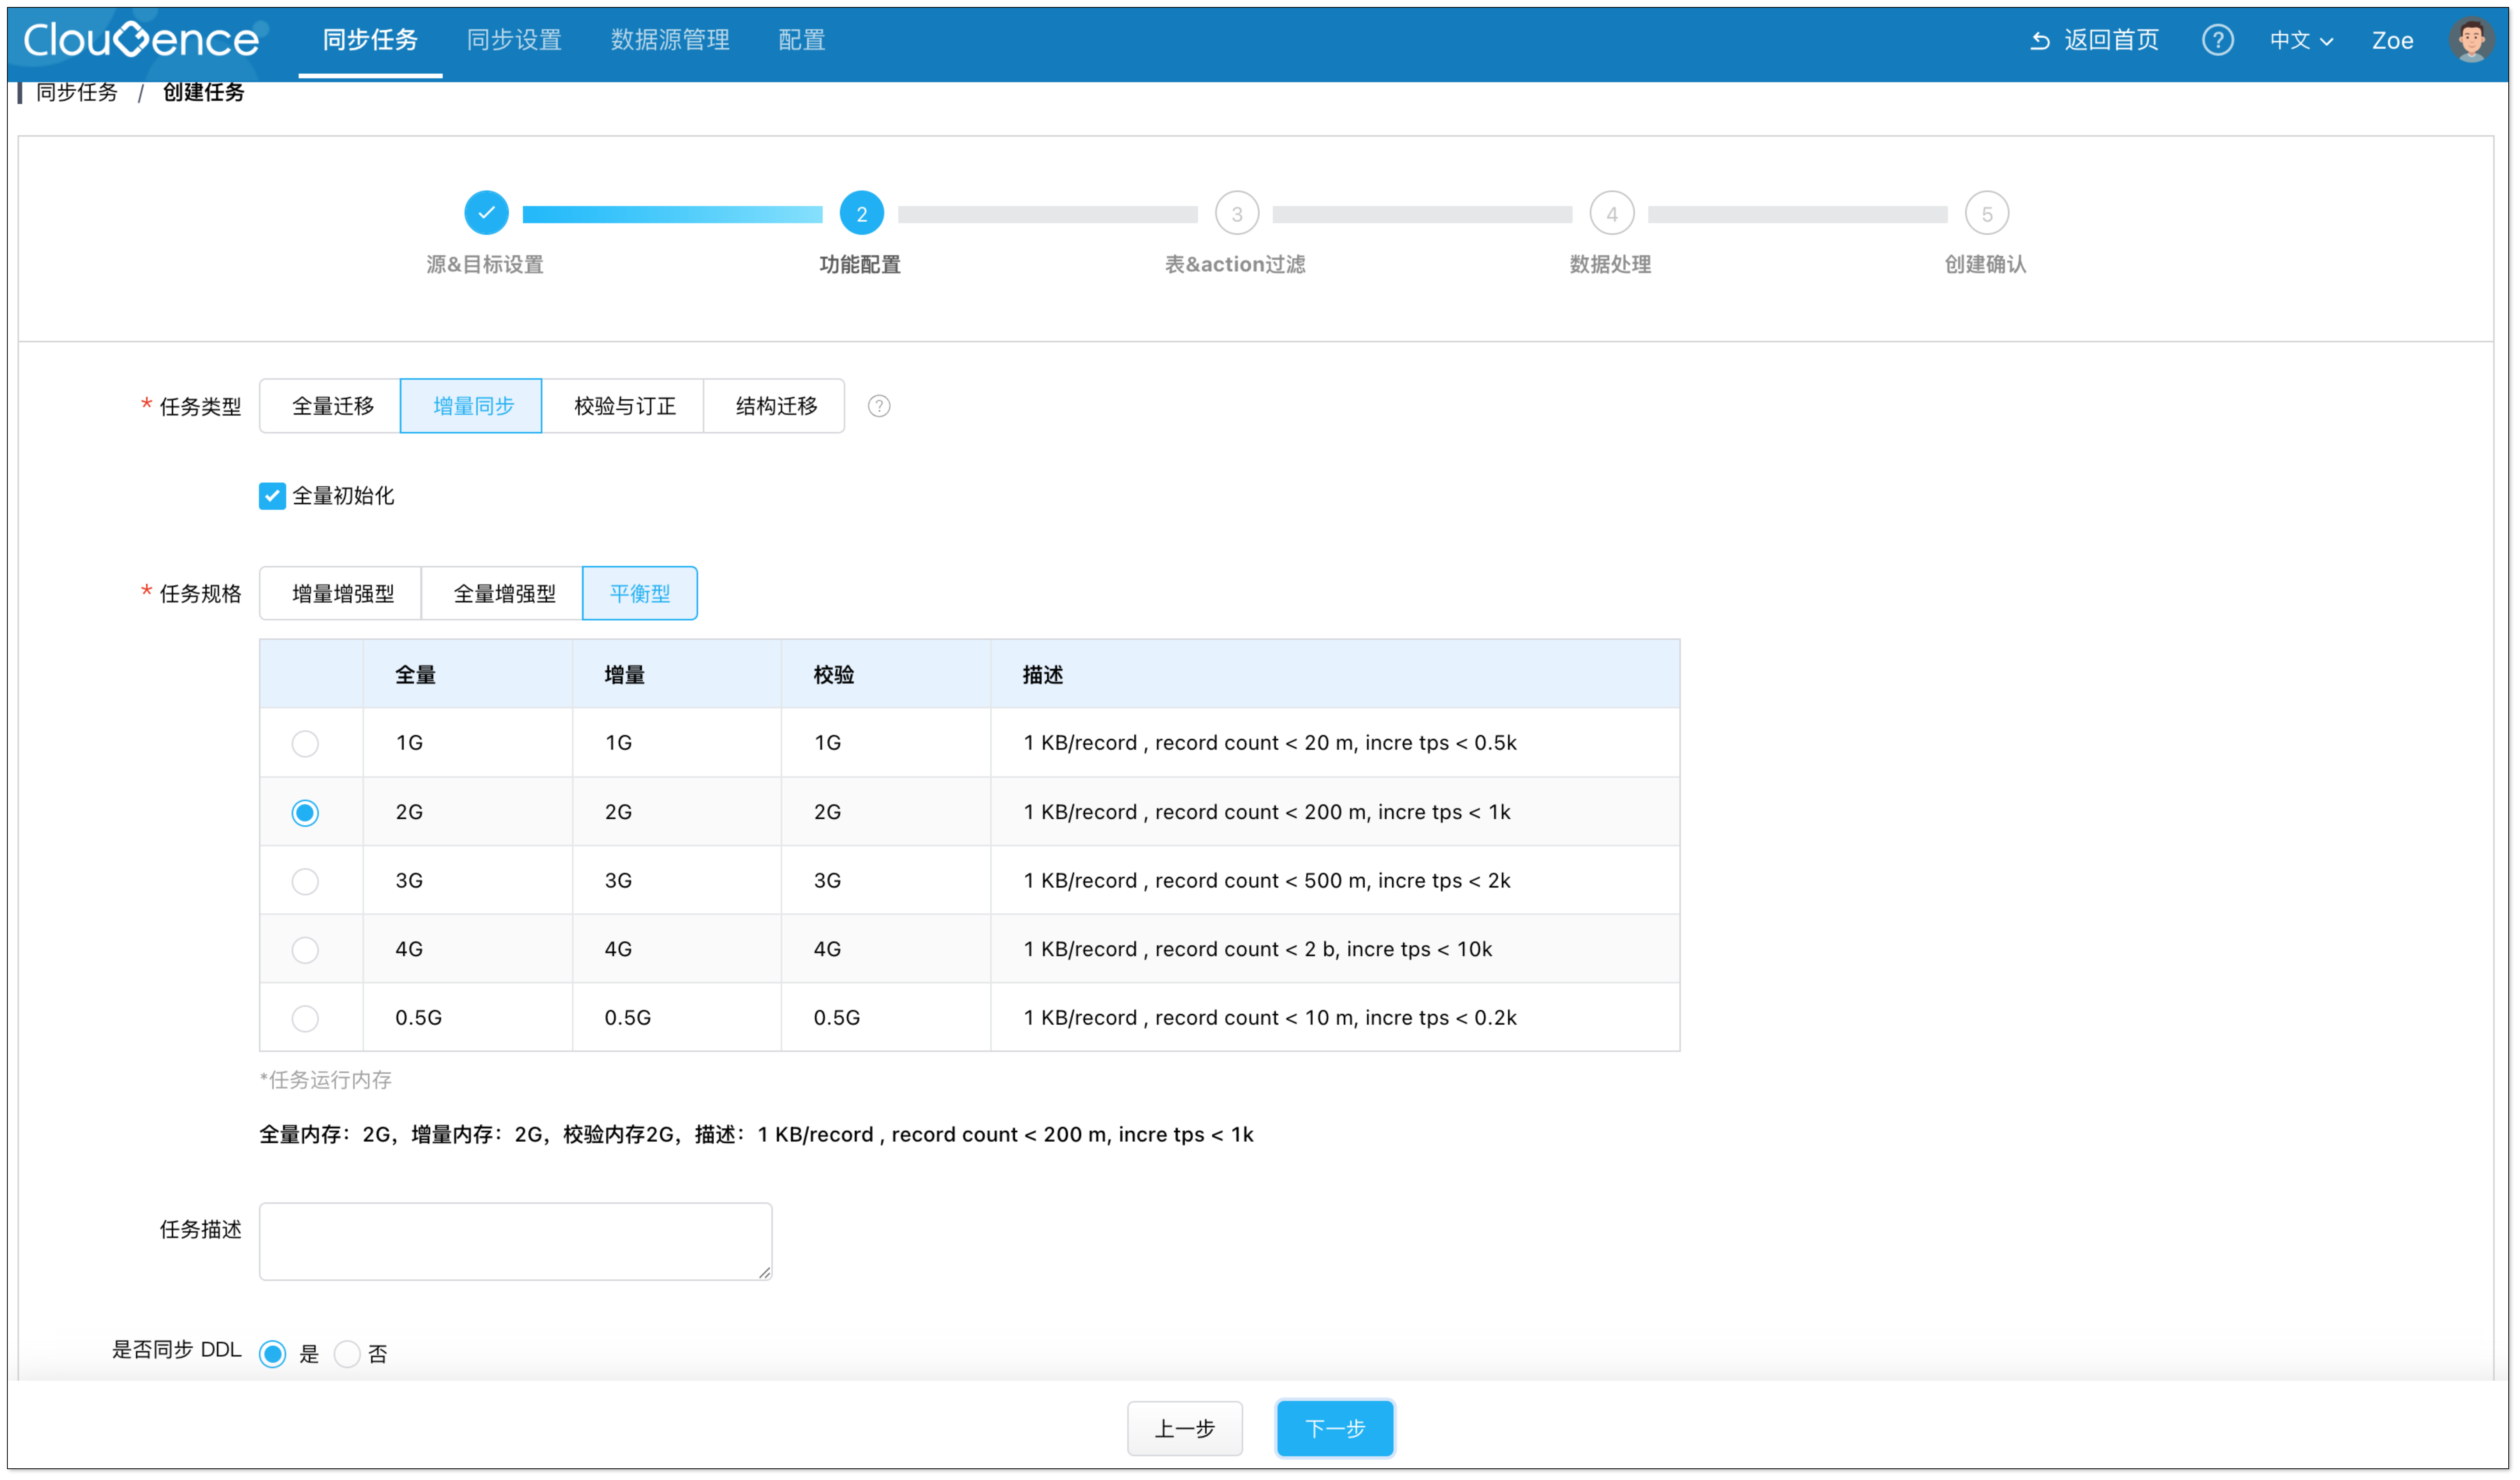 ClouGence 同步任务 同步设置 数据源管理 配置 返回首页 ? 中文 Zoe
同步任务 / 创建任务
2 3 4 5
源&目标设置 功能配置 表&action过滤 数据处理 创建确认
* 任务类型 全量迁移 增量同步 校验与订正 结构迁移 ?
全量初始化
* 任务规格 增量增强型 全量增强型 平衡型
全量 增量 校验 描述
1G 1G 1G 1 KB/record , record count < 20 m, incre tps < 0.5k
2G 2G 2G 1 KB/record , record count < 200 m, incre tps < 1k
3G 3G 3G 1 KB/record , record count < 500 m, incre tps < 2k
4G 4G 4G 1 KB/record , record count < 2 b, incre tps < 10k
0.5G 0.5G 0.5G 1 KB/record , record count < 10 m, incre tps < 0.2k
*任务运行内存
全量内存：2G，增量内存：2G，校验内存2G，描述：1 KB/record , record count < 200 m, incre tps < 1k
任务描述
是否同步 DDL 是 否
上一步 下一步